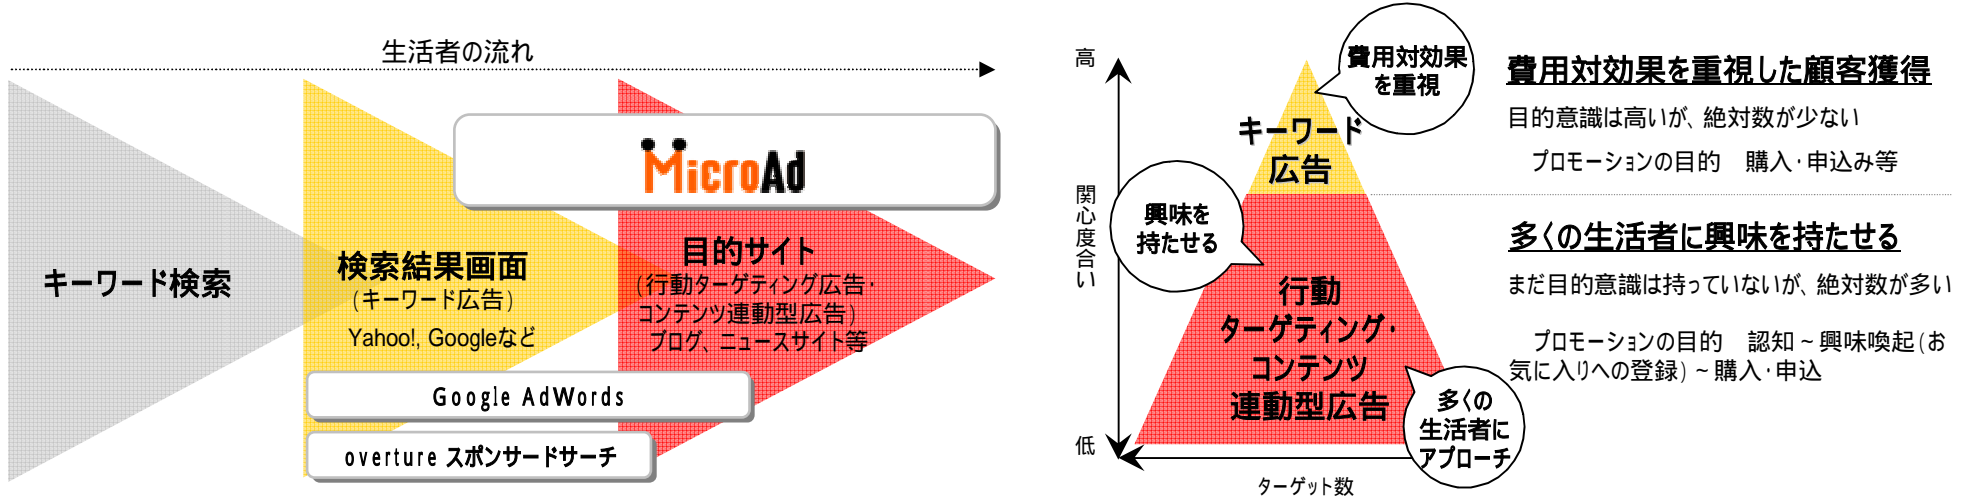 生活者の流れ
MicroAd
キーワード検索
検索結果画面
(キーワード広告)
Yahoo!, Googleなど
目的サイト
(行動ターゲティング広告・
コンテンツ連動型広告)
ブログ、ニュースサイト等
Google AdWords
overture スポンサードサーチ
高
関心度合い
低
ターゲット数
費用対効果
を重視
キーワード
広告
興味を
持たせる
行動
ターゲティング・
コンテンツ
連動型広告
多くの
生活者に
アプローチ
費用対効果を重視した顧客獲得
目的意識は高いが、絶対数が少ない
プロモーションの目的　購入・申込み等
多くの生活者に興味を持たせる
まだ目的意識は持っていないが、絶対数が多い
プロモーションの目的　認知~興味喚起(お
気に入りへの登録)~購入・申込